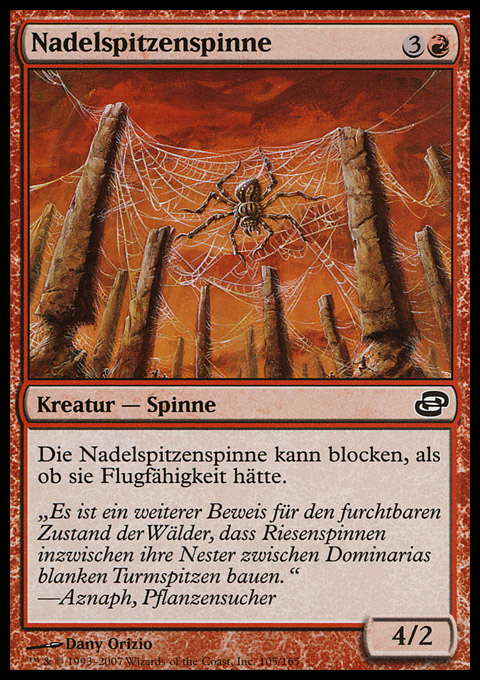 Nadelspitzenspinne 3
Kreatur — Spinne
Die Nadelspitzenspinne kann blocken, als
ob sie Flugfähigkeit hätte.
„Es ist ein weiterer Beweis für den furchtbaren
Zustand der Wälder, dass Riesenspinnen
inzwischen ihre Nester zwischen Dominarias
blanken Turmspitzen bauen.“
—Aznaph, Pflanzensucher
4/2
Dany Orizio
™ & © 1993–2007 Wizards of the Coast, Inc. 105/165